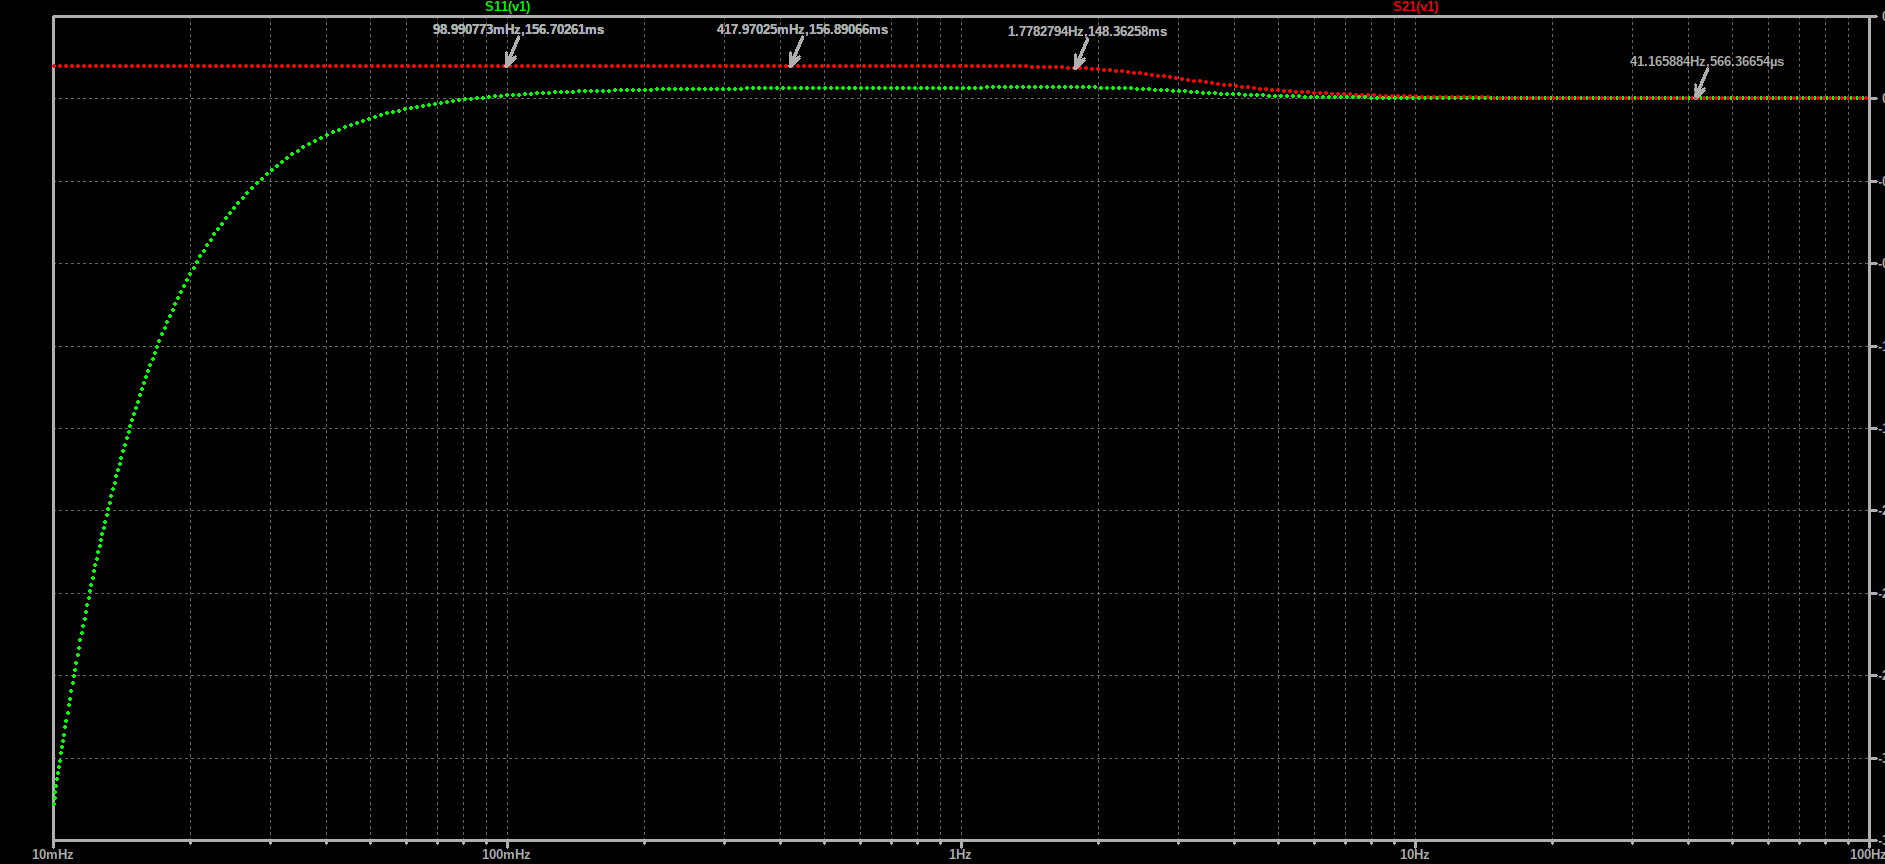 S11(v1)
S21(v1)
98.990773mHz,156.70261ms
417.97025mHz,156.89066ms
1.7782794Hz,148.36258ms
41.165884Hz,566.36654µs
10mHz
100mHz
1Hz
10Hz
100Hz